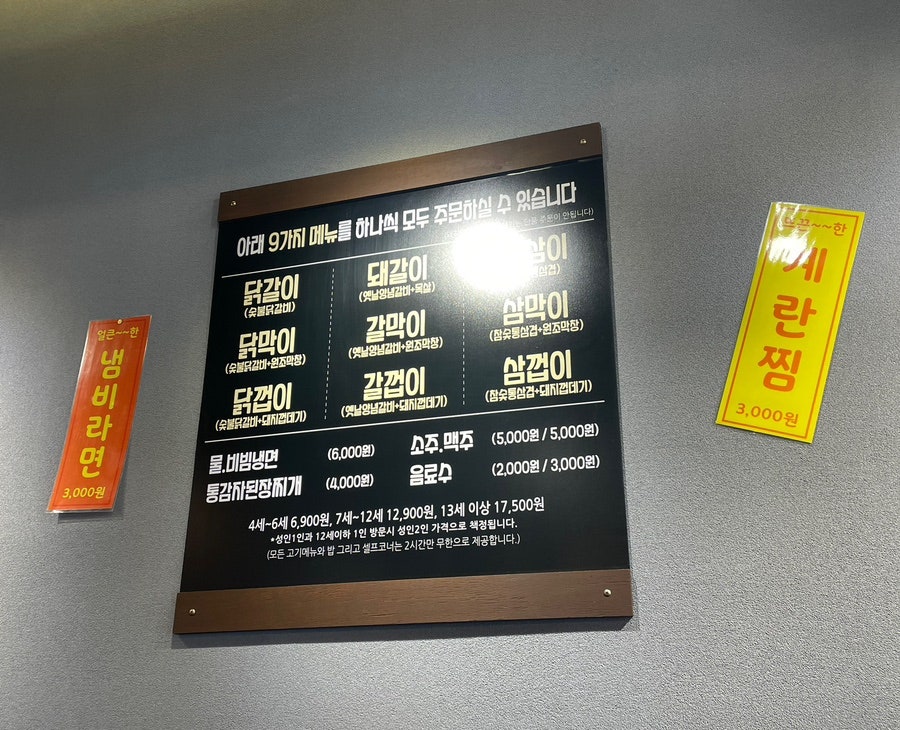 아래 9가지 메뉴를 하나씩 모두 주문하실 수 있습니다
주문이 안됩니다)
닭갈이
(숯불닭갈비)
돼갈이
(옛날양념갈비+목살)
닭막이
(숯불닭갈비+원조막창)
갈막이
(옛날양념갈비+원조막창)
삼막이
(참숯통삼겹+원조막창)
닭껍이
(숯불닭갈비+돼지껍데기)
갈껍이
(옛날양념갈비+돼지껍데기)
삼껍이
(참숯통삼겹+돼지껍데기)
물.비빔냉면 (6,000원)
소주.맥주 (5,000원 / 5,000원)
통감자된장찌개 (4,000원)
음료수 (2,000원 / 3,000원)
4세~6세 6,900원, 7세~12세 12,900원, 13세 이상 17,500원
*성인1인과 12세이하 1인 방문시 성인2인 가격으로 책정됩니다.
(모든 고기메뉴와 밥 그리고 셀프코너는 2시간만 무한으로 제공합니다.)
얼큰~~한
냄비라면
3,000원
계란찜
3,000원